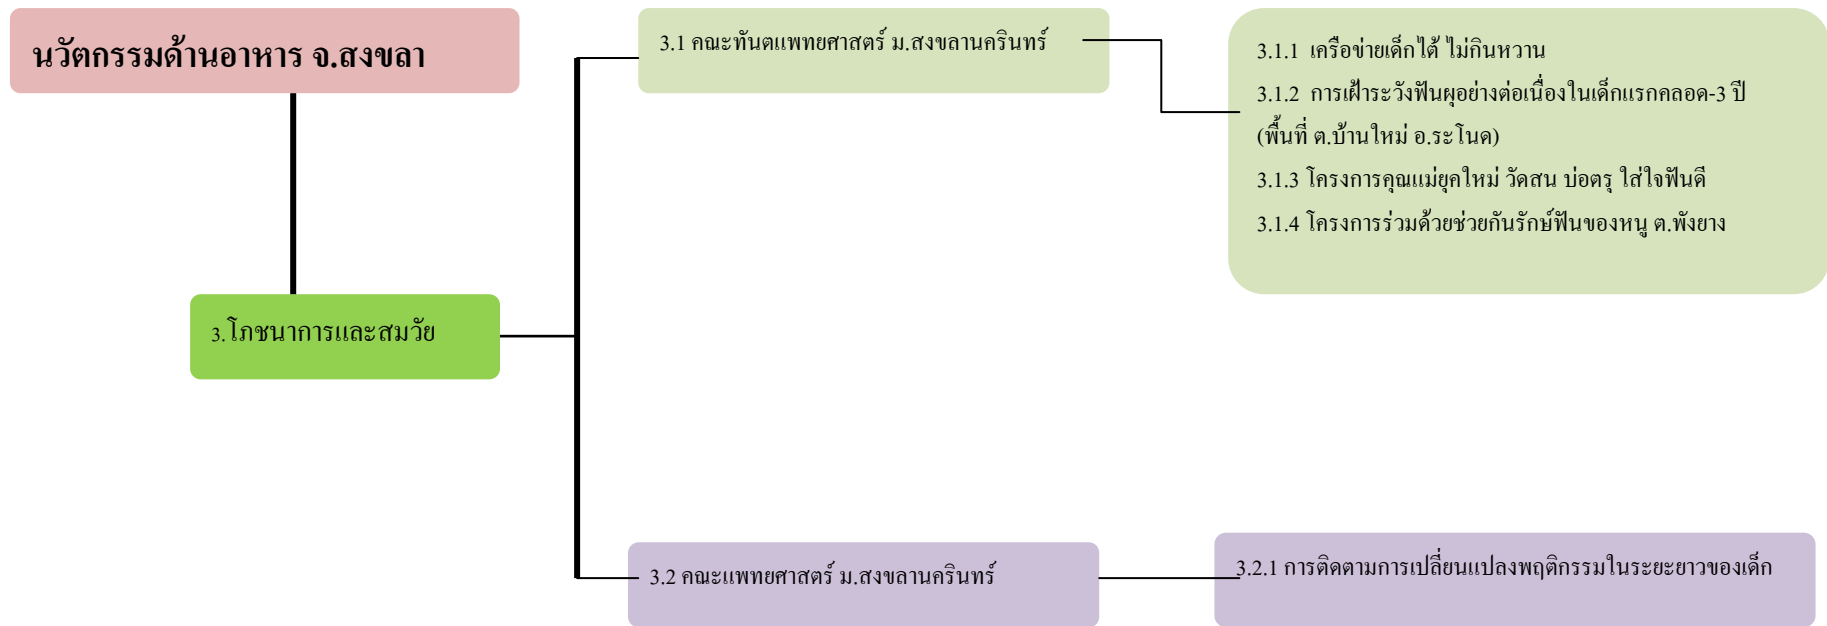 นวัตกรรมด้านอาหาร จ.สงขลา
3.1 คณะทันตแพทยศาสตร์ ม.สงขลานครินทร์
3.1.1 เครือข่ายเด็กไต้ ไม่กินหวาน
3.1.2 การเฝ้าระวังฟันผุอย่างต่อเนื่องในเด็กแรกคลอด-3 ปี
(พื้นที่ ต.บ้านใหม่ อ.ระโนด)
3.1.3 โครงการคุณแม่ยุคใหม่ วัดสน บ่อตรุ ใส่ใจฟันดี
3.1.4 โครงการร่วมด้วยช่วยกันรักษ์ฟันของหนู ต.พังยาง
3.โภชนาการและสมวัย
3.2 คณะแพทยศาสตร์ ม.สงขลานครินทร์
3.2.1 การติดตามการเปลี่ยนแปลงพฤติกรรมในระยะยาวของเด็ก